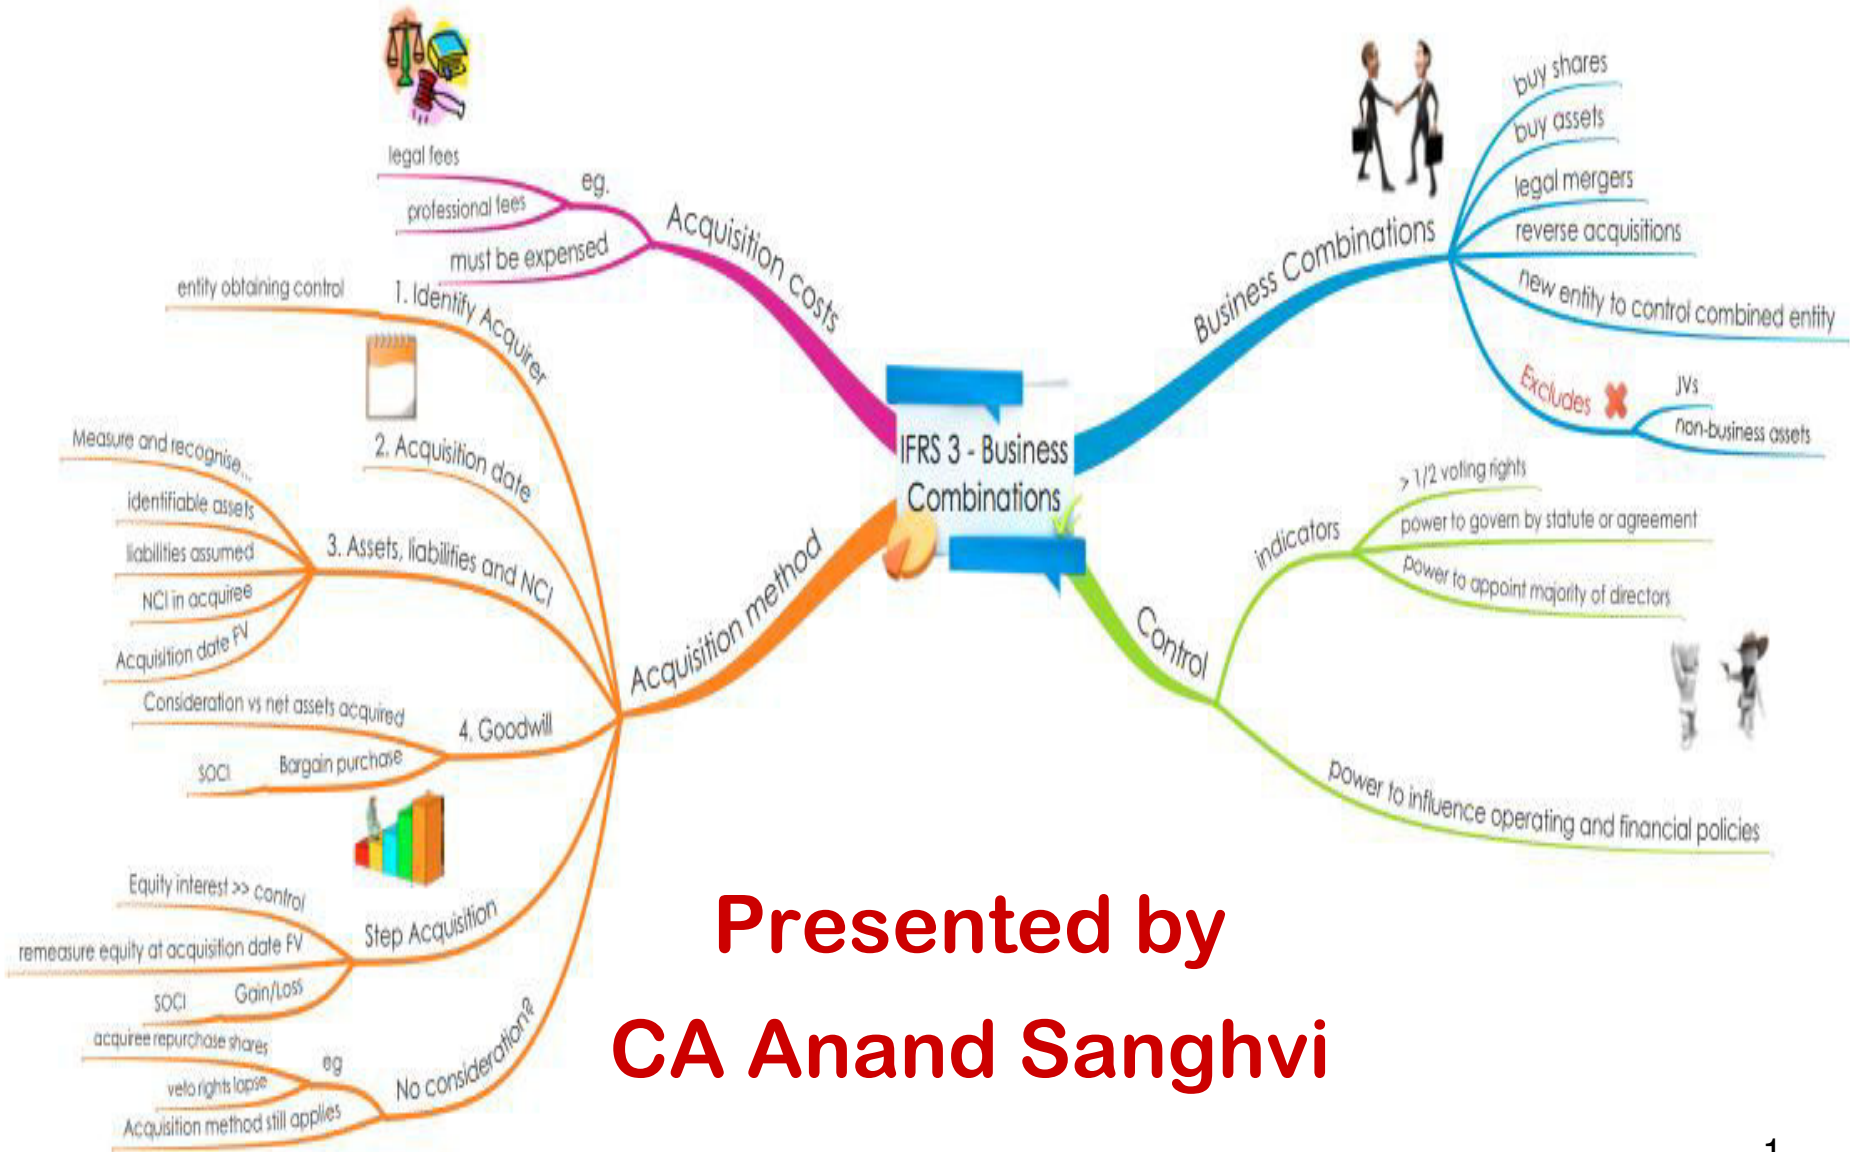 IFRS 3 - Business
Combinations
Business Combinations
buy shares
buy assets
legal mergers
reverse acquisitions
new entity to control combined entity
Excludes
JVs
non-business assets
Control
indicators
> 1/2 voting rights
power to govern by statute or agreement
power to appoint majority of directors
power to influence operating and financial policies
Acquisition costs
eg.
legal fees
professional fees
must be expensed
Acquisition method
1. Identify Acquirer
entity obtaining control
2. Acquisition date
3. Assets, liabilities and NCI
Measure and recognise...
identifiable assets
liabilities assumed
NCI in acquiree
Acquisition date FV
4. Goodwill
Consideration vs net assets acquired
Bargain purchase
SOCI
Step Acquisition
Equity interest >> control
remeasure equity at acquisition date FV
Gain/Loss
SOCI
No consideration?
eg
acquiree repurchase shares
veto rights lapse
Acquisition method still applies
Presented by
CA Anand Sanghvi
1